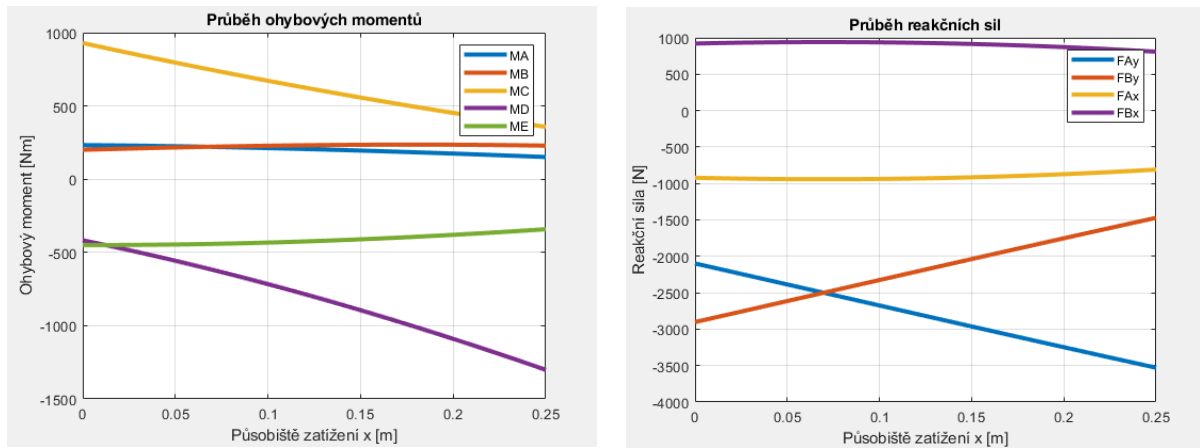 Průběh ohybových momentů
1000
500
0
-500
-1000
-1500
Ohybový moment [Nm]
MA
MB
MC
MD
ME
0
0.05
0.1
0.15
0.2
0.25
Působiště zatížení x [m]
Průběh reakčních sil
1000
500
0
-500
-1000
-1500
-2000
-2500
-3000
-3500
-4000
Reakční síla [N]
FAy
FBy
FAx
FBx
0
0.05
0.1
0.15
0.2
0.25
Působiště zatížení x [m]